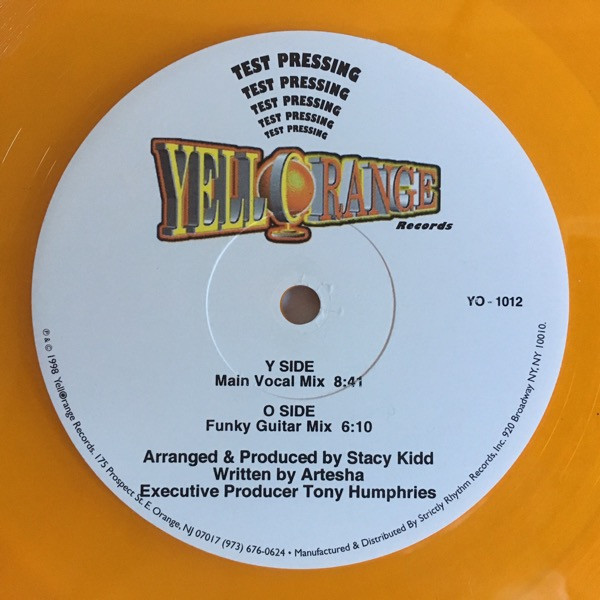 TEST PRESSING
TEST PRESSING
TEST PRESSING
TEST PRESSING
TEST PRESSING
YELLORANGE
Records
YO - 1012
Y SIDE
Main Vocal Mix 8:41
O SIDE
Funky Guitar Mix 6:10
Arranged & Produced by Stacy Kidd
Written by Artesha
Executive Producer Tony Humphries
℗ & © 1998 YellOrange Records, 175 Prospect St, E. Orange, NJ 07017 (973) 676-0624 • Manufactured & Distributed By Strictly Rhythm Records, Inc. 920 Broadway NY, NY 10010.